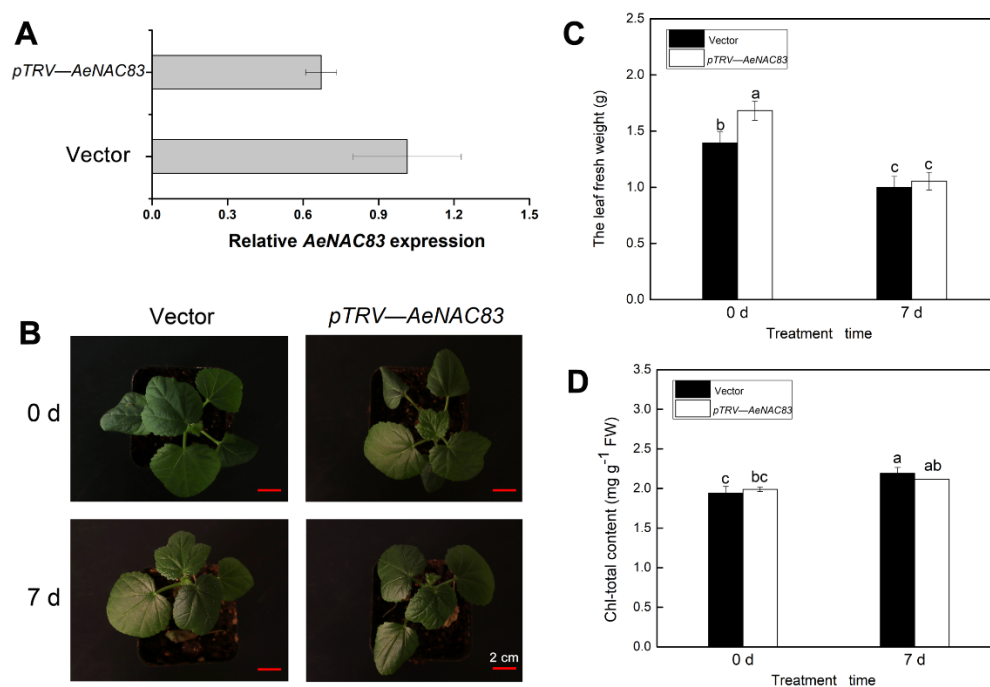 A
pTRV—AeNAC83
Vector
0.0 0.3 0.6 0.9 1.2 1.5
Relative AeNAC83 expression
B
Vector pTRV—AeNAC83
0 d
7 d
2 cm
C
Vector
pTRV—AeNAC83
The leaf fresh weight (g)
2.5
2.0
1.5
1.0
0.5
0.0
b a c c
0 d 7 d
Treatment time
D
Vector
pTRV—AeNAC83
Chl-total content (mg g⁻¹ FW)
3.5
3.0
2.5
2.0
1.5
1.0
0.5
0.0
c bc a ab
0 d 7 d
Treatment time